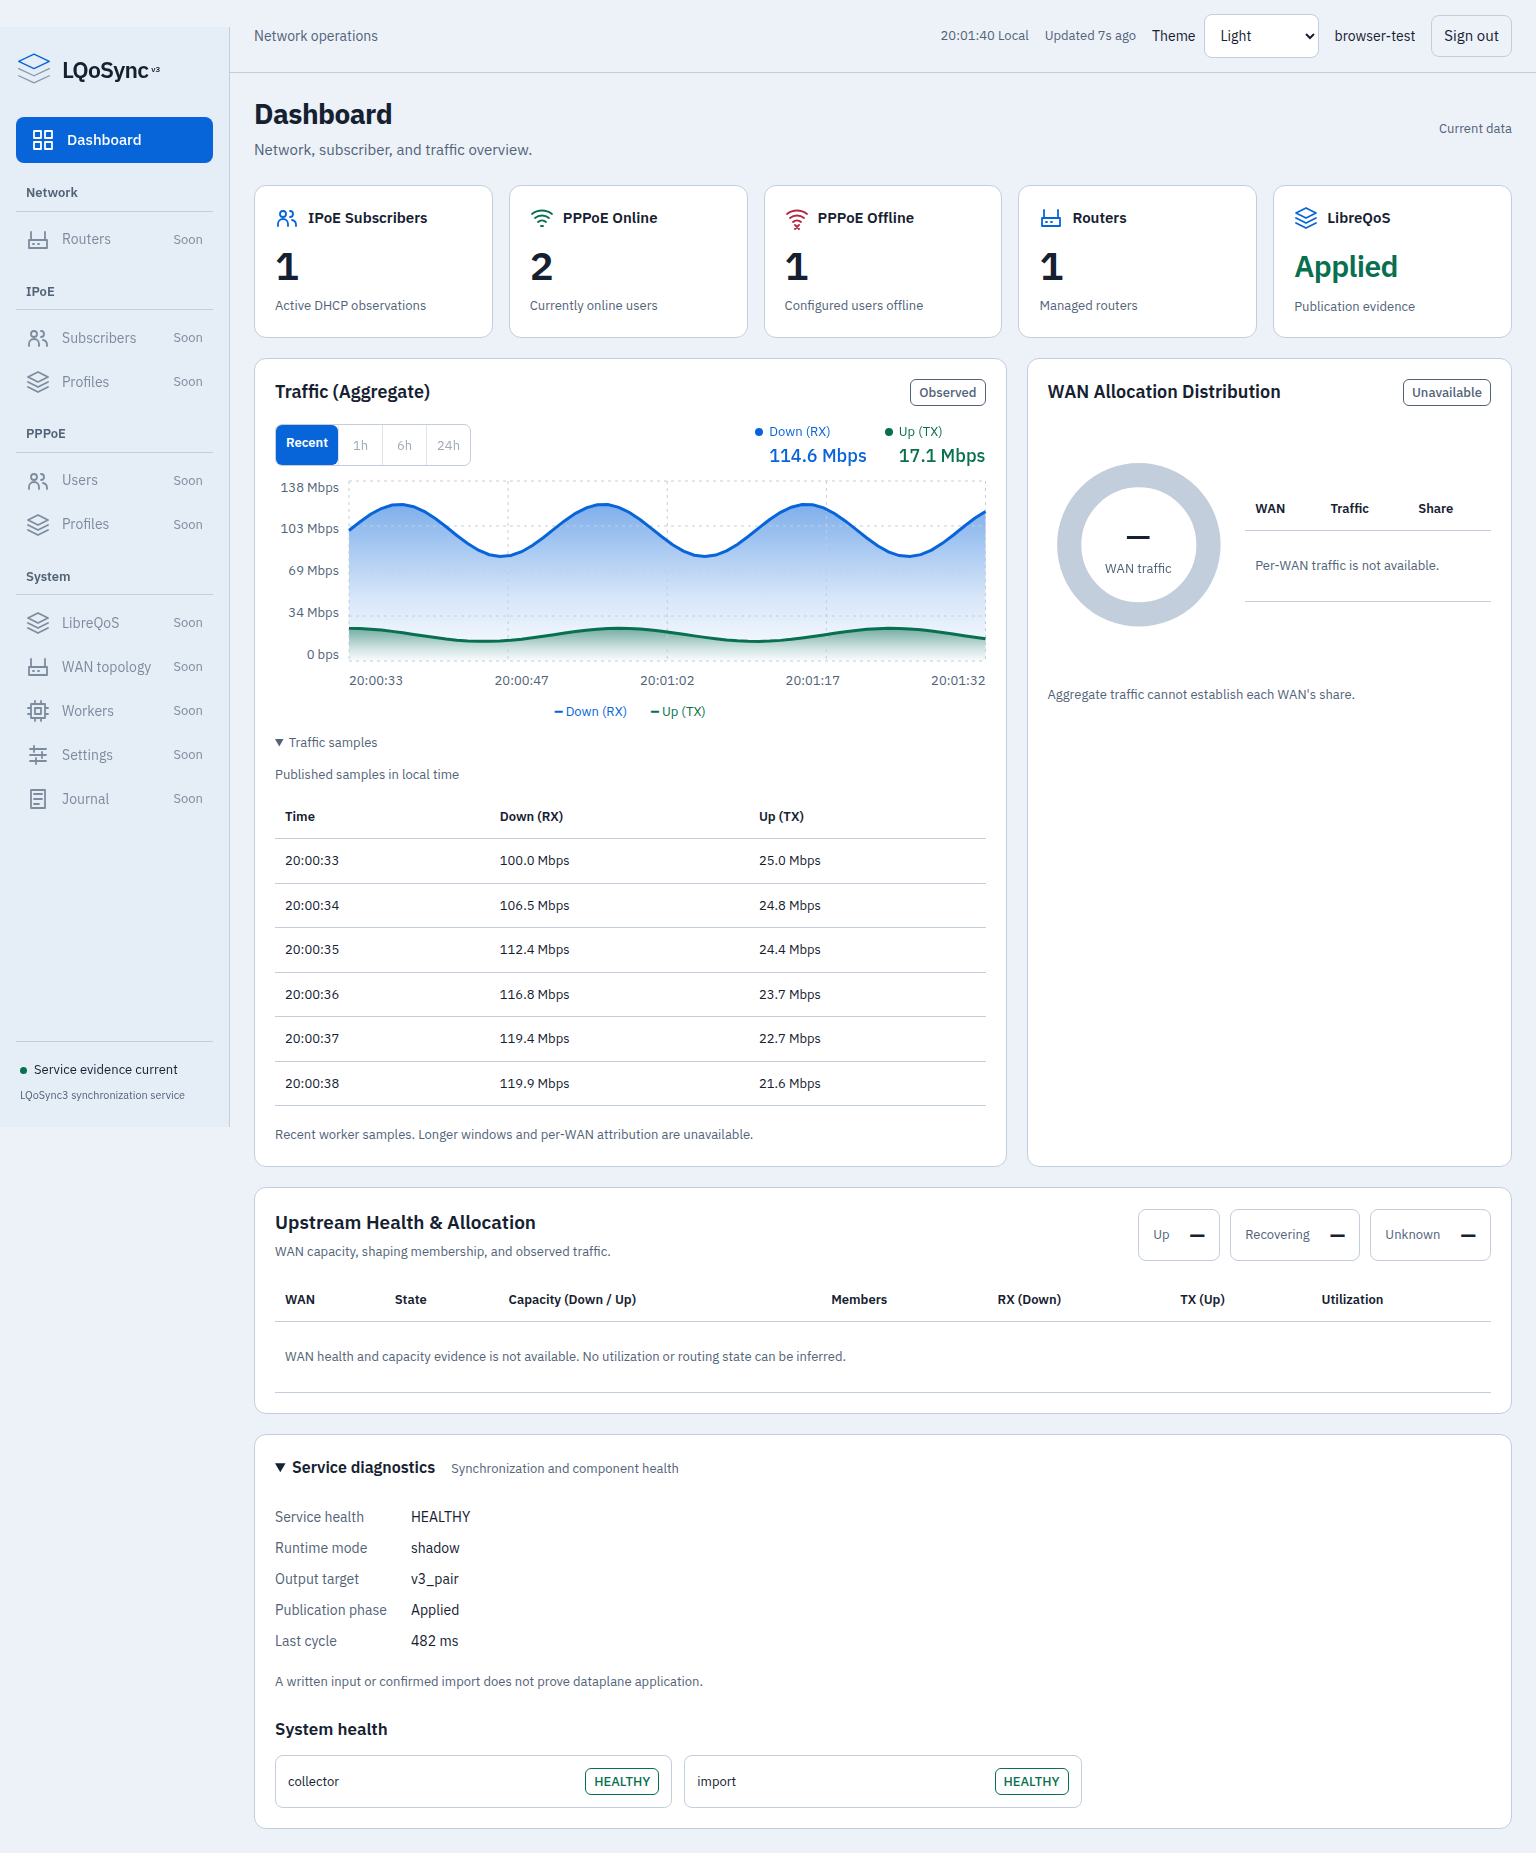 LQoSync v3
Dashboard
Network
Routers Soon
IPoE
Subscribers Soon
Profiles Soon
PPPoE
Users Soon
Profiles Soon
System
LibreQoS Soon
WAN topology Soon
Workers Soon
Settings Soon
Journal Soon
Service evidence current
LQoSync3 synchronization service
Network operations 20:01:40 Local Updated 7s ago Theme Light browser-test Sign out
Dashboard
Network, subscriber, and traffic overview.
Current data
IPoE Subscribers
1
Active DHCP observations
PPPoE Online
2
Currently online users
PPPoE Offline
1
Configured users offline
Routers
1
Managed routers
LibreQoS
Applied
Publication evidence
Traffic (Aggregate) Observed
Recent 1h 6h 24h
Down (RX) Up (TX)
114.6 Mbps 17.1 Mbps
138 Mbps
103 Mbps
69 Mbps
34 Mbps
0 bps
20:00:33 20:00:47 20:01:02 20:01:17 20:01:32
Down (RX) Up (TX)
▼ Traffic samples
Published samples in local time
Time Down (RX) Up (TX)
20:00:33 100.0 Mbps 25.0 Mbps
20:00:34 106.5 Mbps 24.8 Mbps
20:00:35 112.4 Mbps 24.4 Mbps
20:00:36 116.8 Mbps 23.7 Mbps
20:00:37 119.4 Mbps 22.7 Mbps
20:00:38 119.9 Mbps 21.6 Mbps
Recent worker samples. Longer windows and per-WAN attribution are unavailable.
WAN Allocation Distribution Unavailable
—
WAN traffic
WAN Traffic Share
Per-WAN traffic is not available.
Aggregate traffic cannot establish each WAN's share.
Upstream Health & Allocation
WAN capacity, shaping membership, and observed traffic.
Up — Recovering — Unknown —
WAN State Capacity (Down / Up) Members RX (Down) TX (Up) Utilization
WAN health and capacity evidence is not available. No utilization or routing state can be inferred.
▼ Service diagnostics Synchronization and component health
Service health HEALTHY
Runtime mode shadow
Output target v3_pair
Publication phase Applied
Last cycle 482 ms
A written input or confirmed import does not prove dataplane application.
System health
collector HEALTHY
import HEALTHY